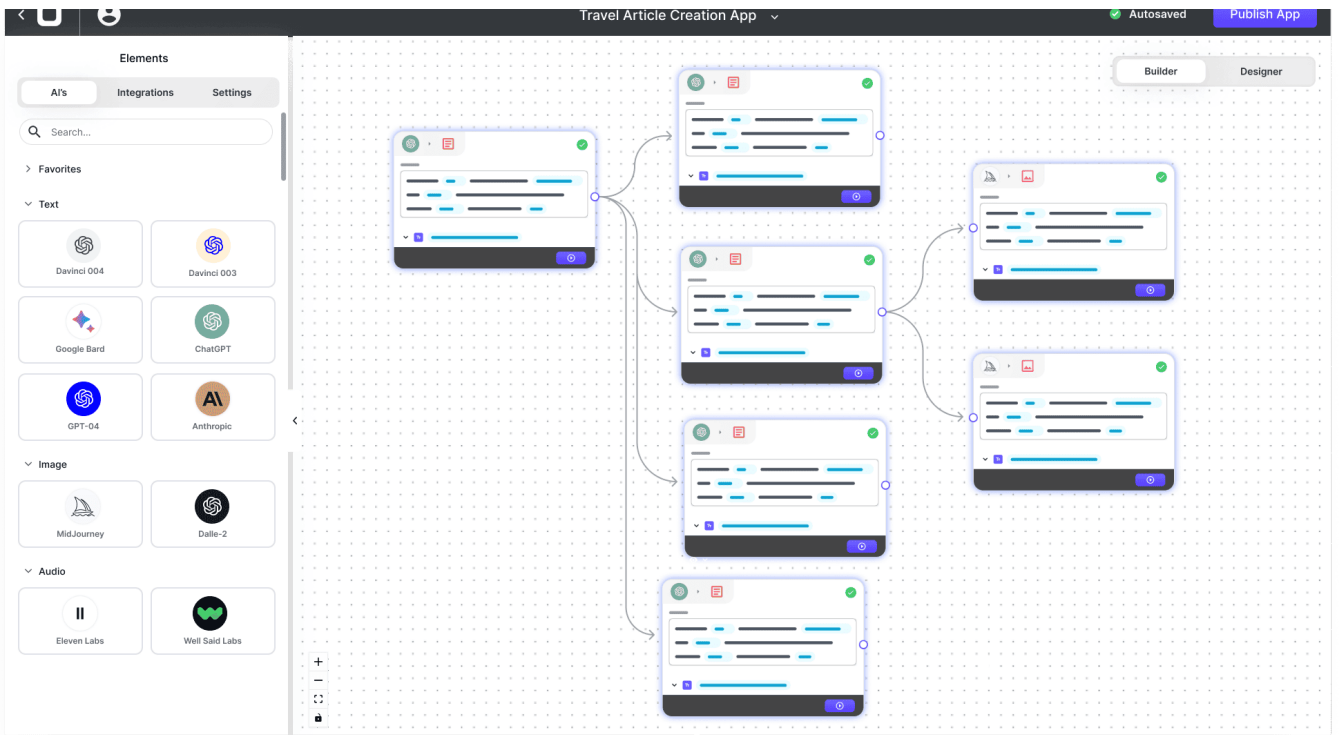 Travel Article Creation App
Autosaved
Publish App
Elements
AI's
Integrations
Settings
Builder
Designer
Search...
Favorites
Text
Davinci 004
Davinci 003
Google Bard
ChatGPT
GPT-04
Anthropic
Image
MidJourney
Dalle-2
Audio
Eleven Labs
Well Said Labs